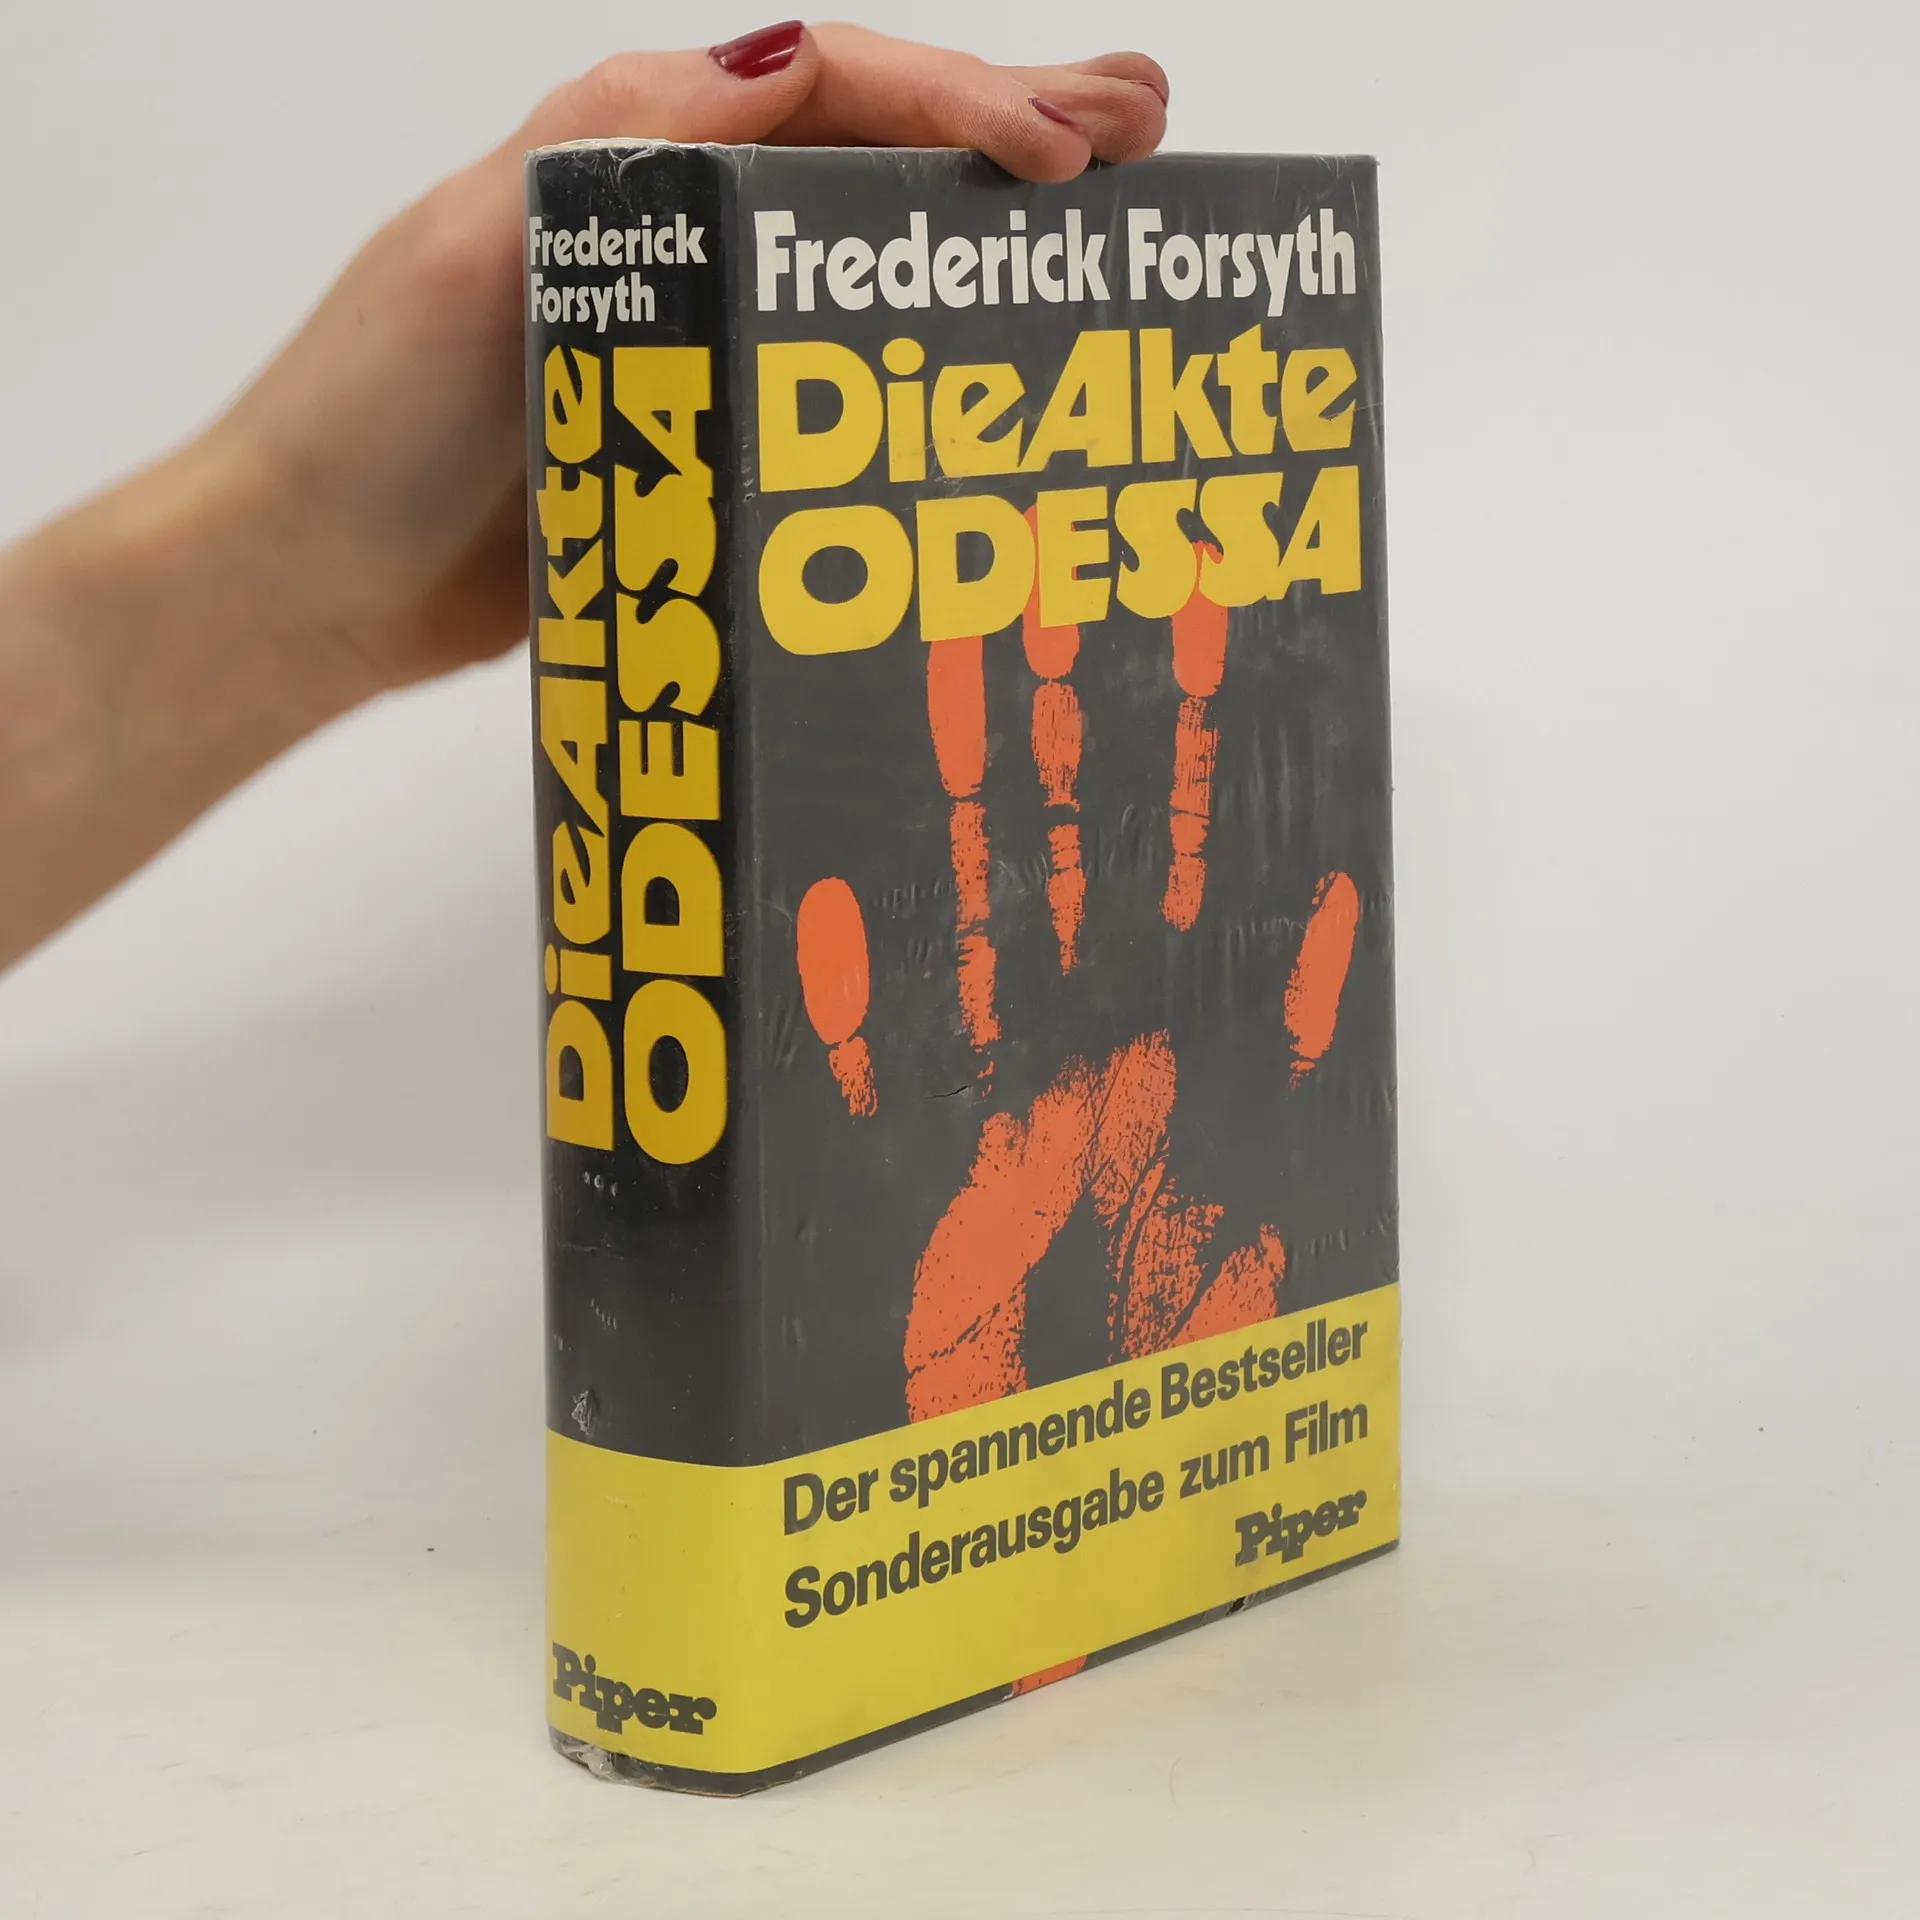 Frederick
Forsyth
Die Akte
ODESSA
Piper
Frederick Forsyth
Die Akte
ODESSA
Der spannende Bestseller
Sonderausgabe zum Film
Piper